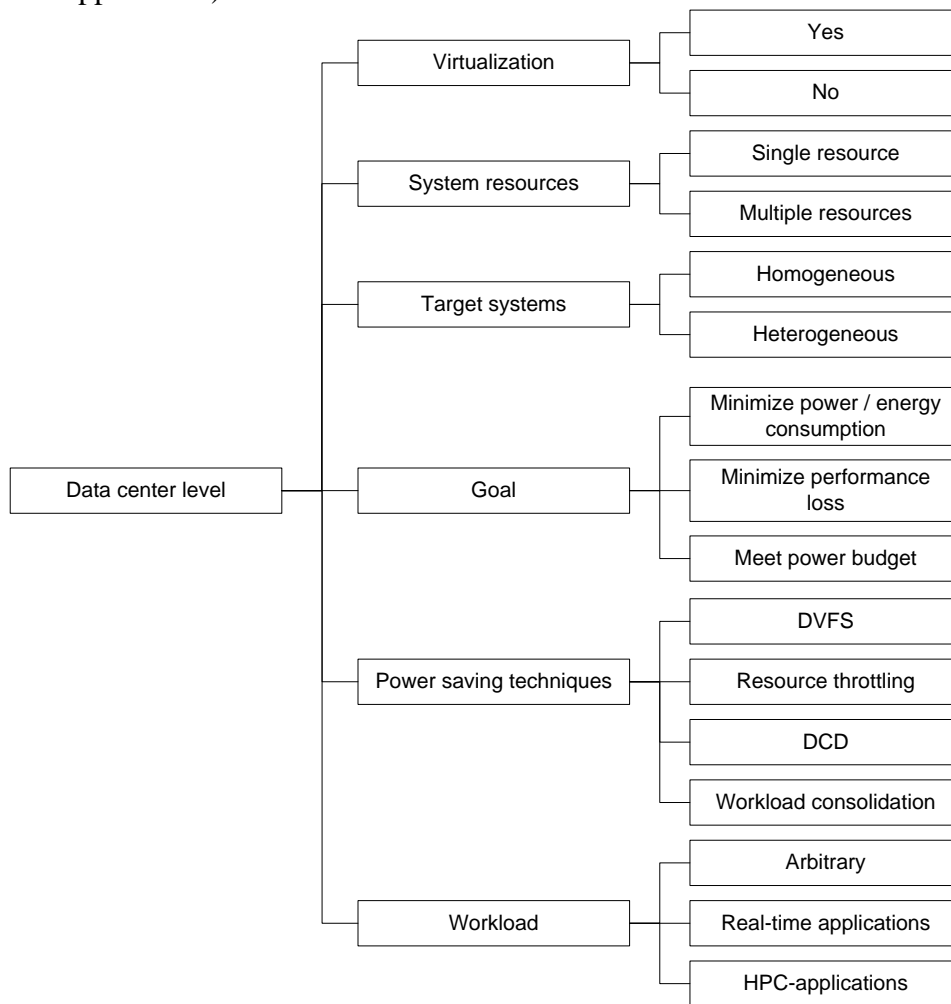 Virtualization
Yes
No
System resources
Single resource
Multiple resources
Target systems
Homogeneous
Heterogeneous
Data center level
Goal
Minimize power / energy
consumption
Minimize performance
loss
Meet power budget
Power saving techniques
DVFS
Resource throttling
DCD
Workload consolidation
Workload
Arbitrary
Real-time applications
HPC-applications